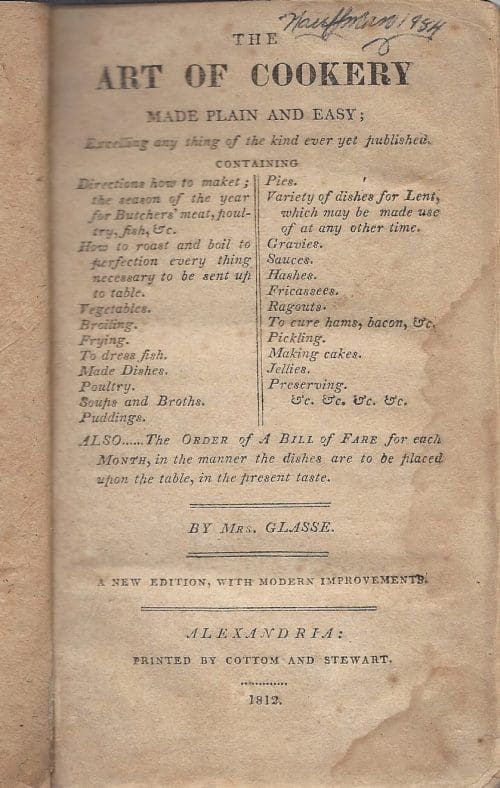 Kauffman 1984
THE
ART OF COOKERY
MADE PLAIN AND EASY;
Excelling any thing of the kind ever yet published.
CONTAINING
Directions how to maket;
the season of the year
for Butchers' meat, poul-
try, fish, &c.
How to roast and boil to
perfection every thing
necessary to be sent up
to table.
Vegetables.
Broiling.
Frying.
To dress fish.
Made Dishes.
Poultry.
Soups and Broths.
Puddings.
Pies.
Variety of dishes for Lent,
which may be made use
of at any other time.
Gravies.
Sauces.
Hashes.
Fricassees.
Ragouts.
To cure hams, bacon, &c.
Pickling.
Making cakes.
Jellies.
Preserving.
&c. &c. &c. &c.
ALSO......The ORDER of A BILL of FARE for each
MONTH, in the manner the dishes are to be placed
upon the table, in the present taste.
BY MRS. GLASSE.
A NEW EDITION, WITH MODERN IMPROVEMENTS.
ALEXANDRIA:
PRINTED BY COTTOM AND STEWART.
1812.